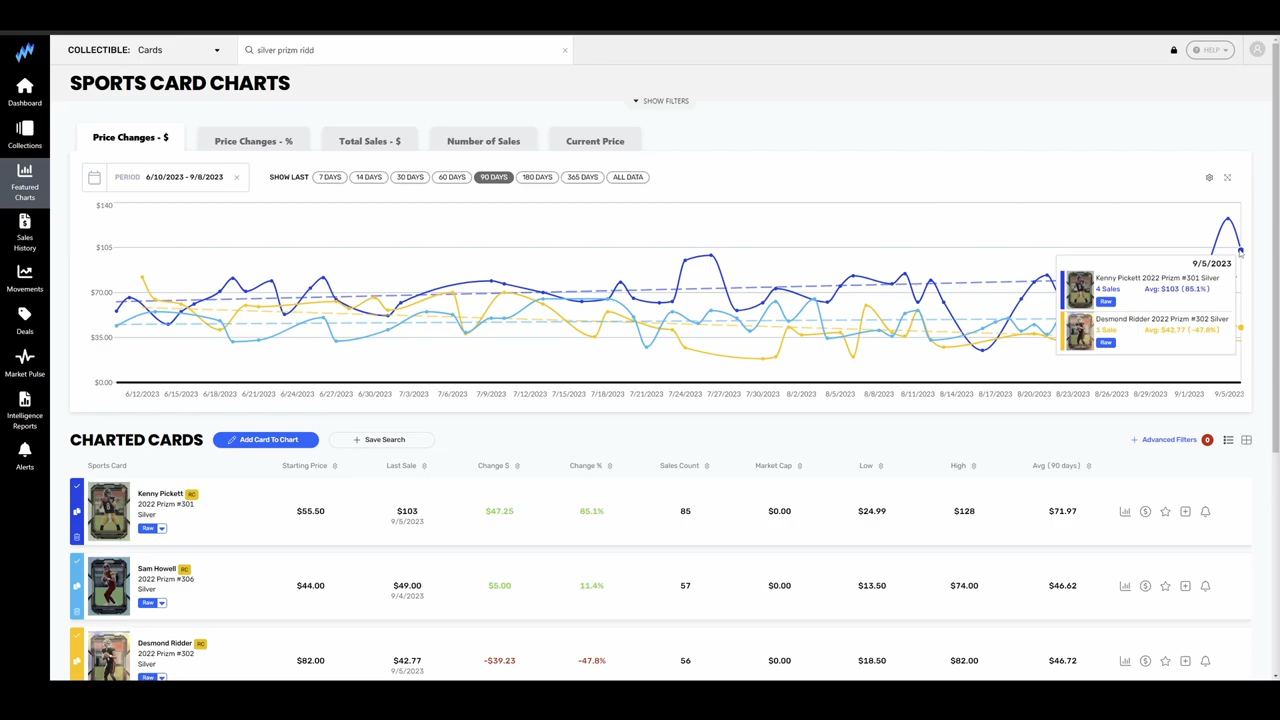 COLLECTIBLE: Cards
silver prizm ridd
HELP
Dashboard
Collections
Featured
Charts
Sales
History
Movements
Deals
Market Pulse
Intelligence
Reports
Alerts
SPORTS CARD CHARTS
SHOW FILTERS
Price Changes - $
Price Changes - %
Total Sales - $
Number of Sales
Current Price
PERIOD 6/10/2023 - 9/8/2023
SHOW LAST 7 DAYS 14 DAYS 30 DAYS 60 DAYS 90 DAYS 180 DAYS 365 DAYS ALL DATA
$140
$105
$70.00
$35.00
$0.00
9/5/2023
Kenny Pickett 2022 Prizm #301 Silver
4 Sales Avg: $103 (85.1%)
Raw
Desmond Ridder 2022 Prizm #302 Silver
1 Sale Avg: $42.77 (-47.8%)
Raw
6/12/2023 6/15/2023 6/18/2023 6/21/2023 6/24/2023 6/27/2023 6/30/2023 7/3/2023 7/6/2023 7/9/2023 7/12/2023 7/15/2023 7/18/2023 7/21/2023 7/24/2023 7/27/2023 7/30/2023 8/2/2023 8/5/2023 8/8/2023 8/11/2023 8/14/2023 8/17/2023 8/20/2023 8/23/2023 8/26/2023 8/29/2023 9/1/2023 9/5/2023
CHARTED CARDS
Add Card To Chart
+ Save Search
+ Advanced Filters 0
Sports Card Starting Price Last Sale Change $ Change % Sales Count Market Cap Low High Avg (90 days)
Kenny Pickett RC
2022 Prizm #301
Silver
Raw
$55.50 $103 $47.25 85.1% 85 $0.00 $24.99 $128 $71.97
9/5/2023
Sam Howell RC
2022 Prizm #306
Silver
Raw
$44.00 $49.00 $5.00 11.4% 57 $0.00 $13.50 $74.00 $46.62
9/4/2023
Desmond Ridder RC
2022 Prizm #302
Silver
Raw
$82.00 $42.77 -$39.23 -47.8% 56 $0.00 $18.50 $82.00 $46.72
9/5/2023